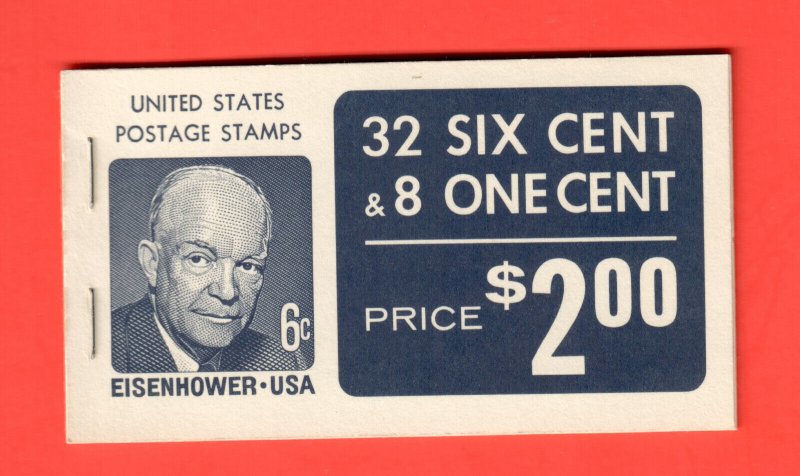 UNITED STATES
POSTAGE STAMPS
6c
EISENHOWER·USA
32 SIX CENT
& 8 ONE CENT
PRICE $2.00